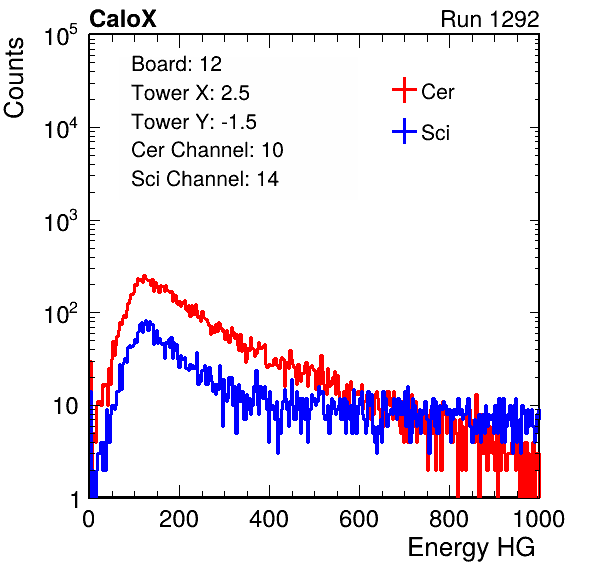 CaloX Run 1292
Counts
Board: 12
Tower X: 2.5
Tower Y: -1.5
Cer Channel: 10
Sci Channel: 14
Cer
Sci
10^5
10^4
10^3
10^2
10
1
0 200 400 600 800 1000
Energy HG